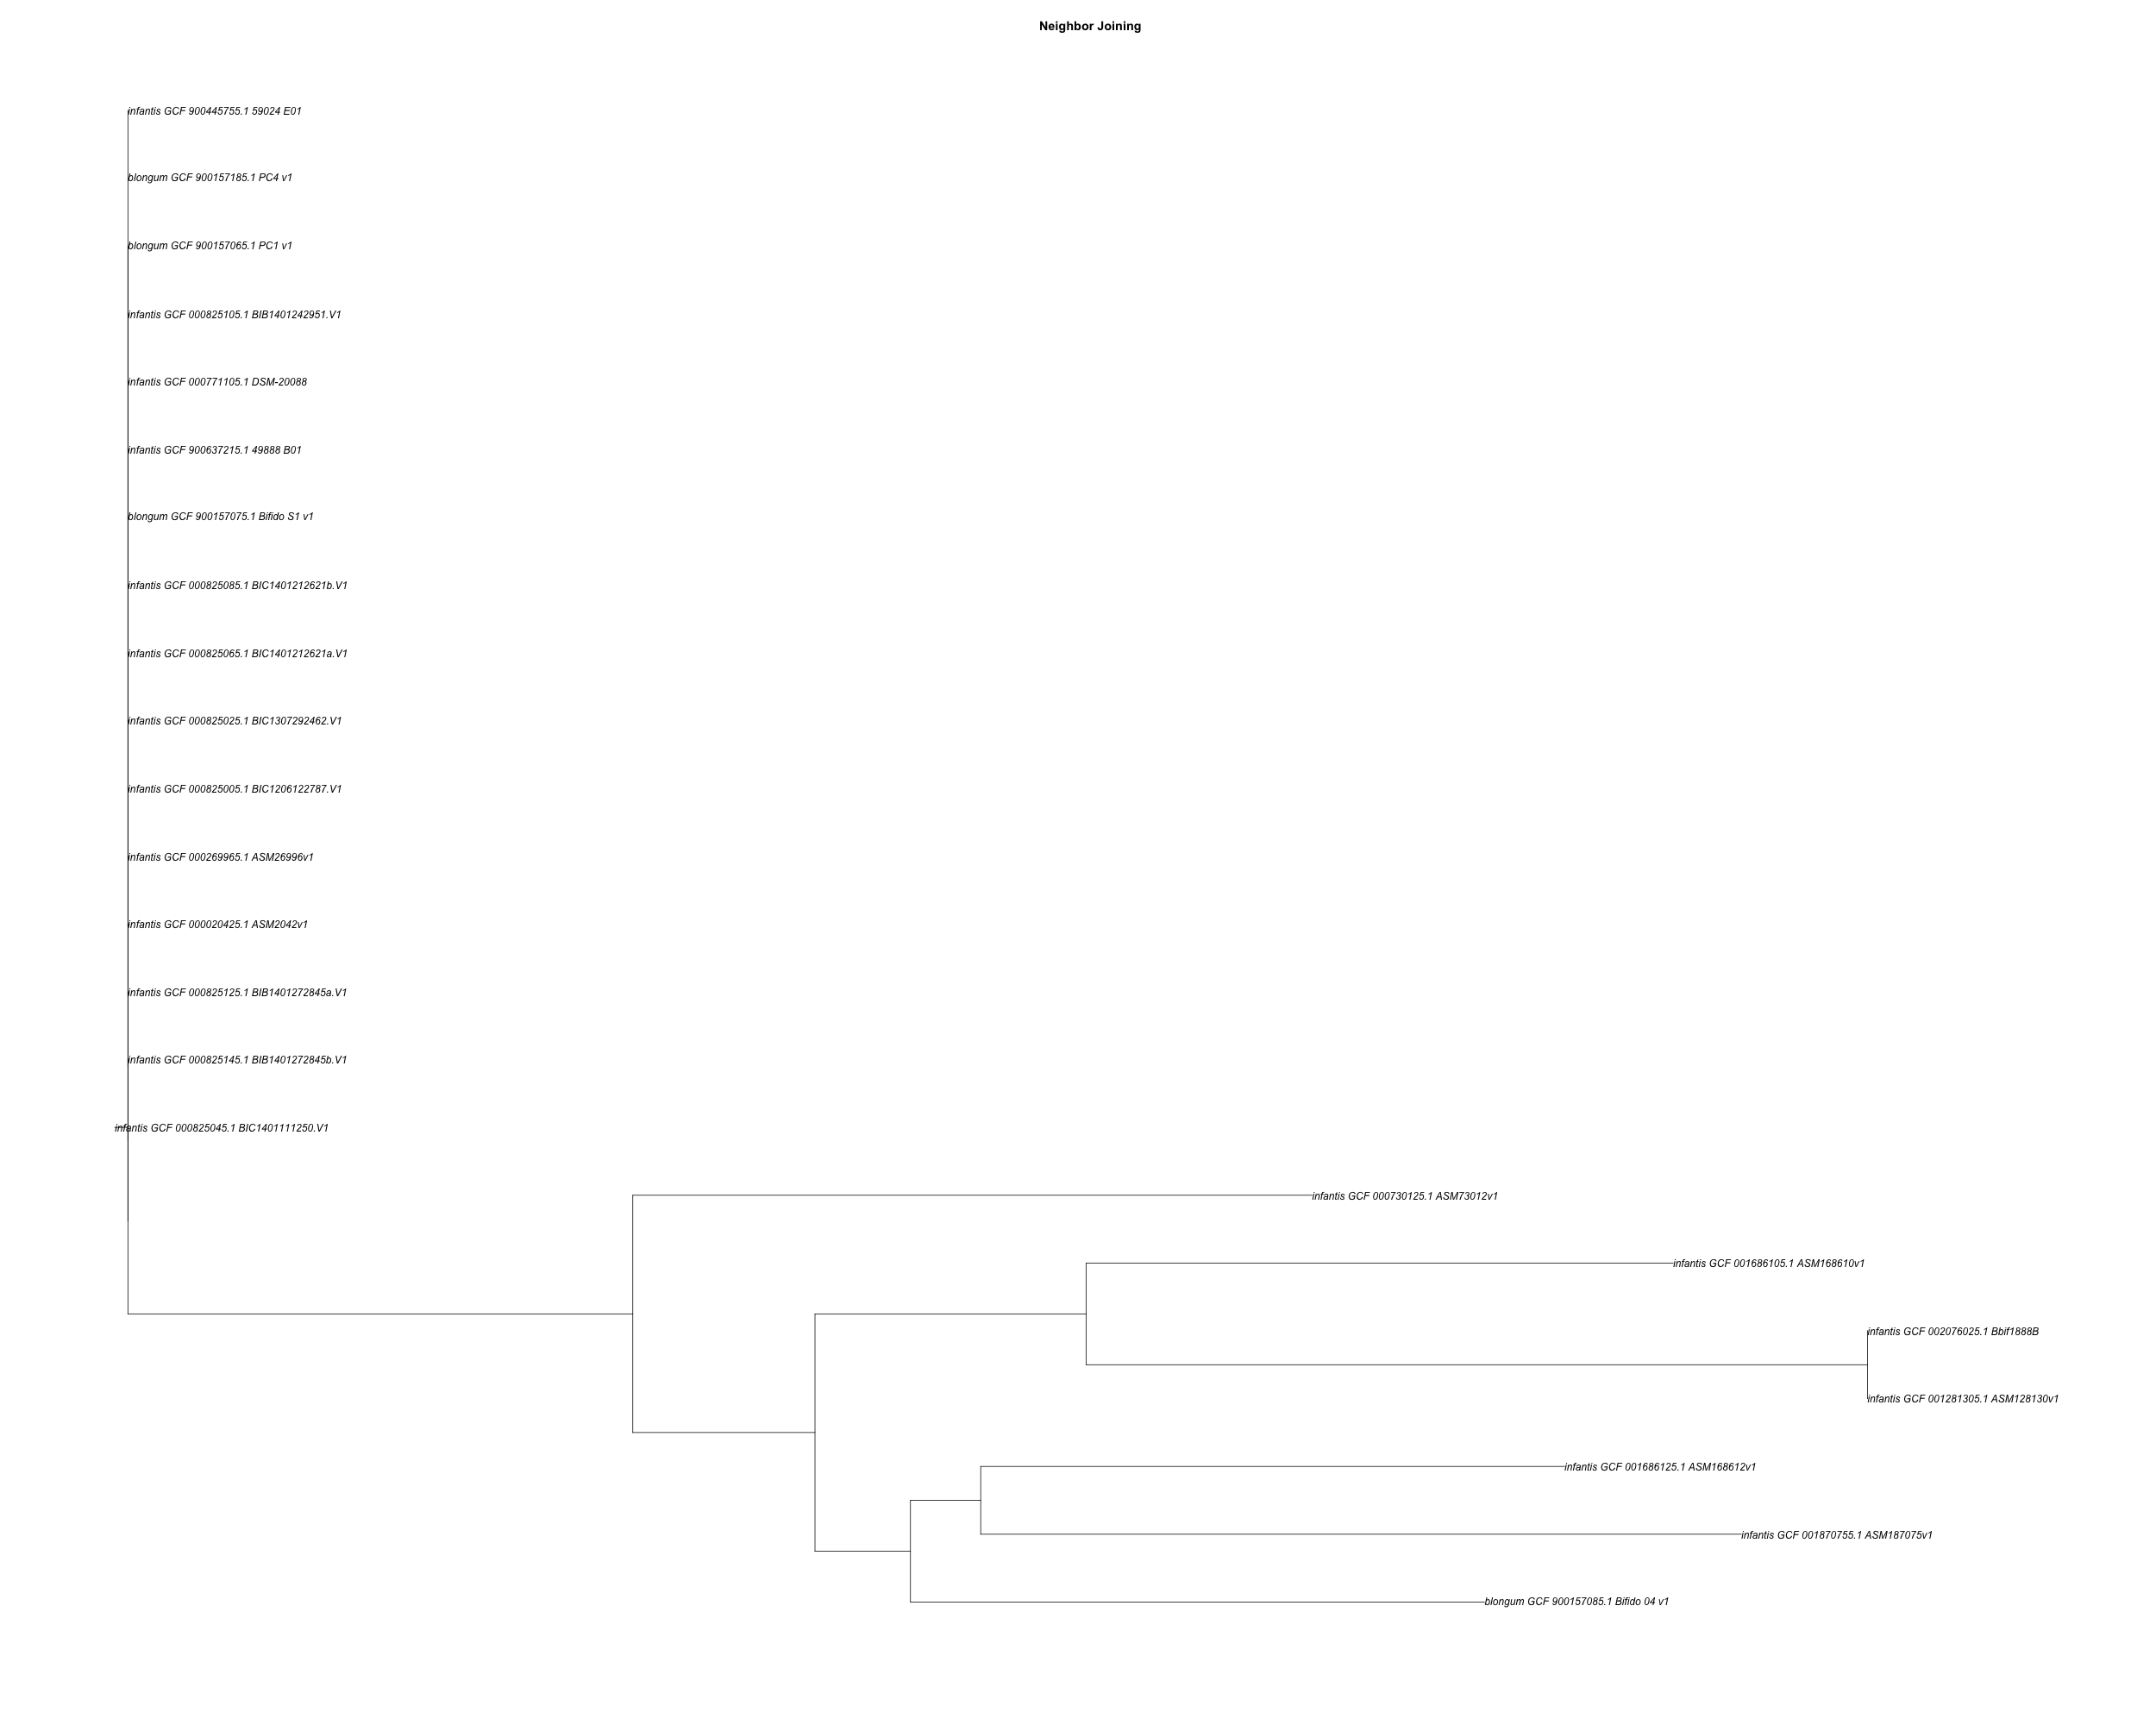 Neighbor Joining
infantis GCF 900445755.1 59024 E01
blongum GCF 900157185.1 PC4 v1
blongum GCF 900157065.1 PC1 v1
infantis GCF 000825105.1 BIB1401242951.V1
infantis GCF 000771105.1 DSM-20088
infantis GCF 900637215.1 49888 B01
blongum GCF 900157075.1 Bifido S1 v1
infantis GCF 000825085.1 BIC1401212621b.V1
infantis GCF 000825065.1 BIC1401212621a.V1
infantis GCF 000825025.1 BIC1307292462.V1
infantis GCF 000825005.1 BIC1206122787.V1
infantis GCF 000269965.1 ASM26996v1
infantis GCF 000020425.1 ASM2042v1
infantis GCF 000825125.1 BIB1401272845a.V1
infantis GCF 000825145.1 BIB1401272845b.V1
infantis GCF 000825045.1 BIC1401111250.V1
infantis GCF 000730125.1 ASM73012v1
infantis GCF 001686105.1 ASM168610v1
infantis GCF 002076025.1 Bbif1888B
infantis GCF 001281305.1 ASM128130v1
infantis GCF 001686125.1 ASM168612v1
infantis GCF 001870755.1 ASM187075v1
blongum GCF 900157085.1 Bifido 04 v1